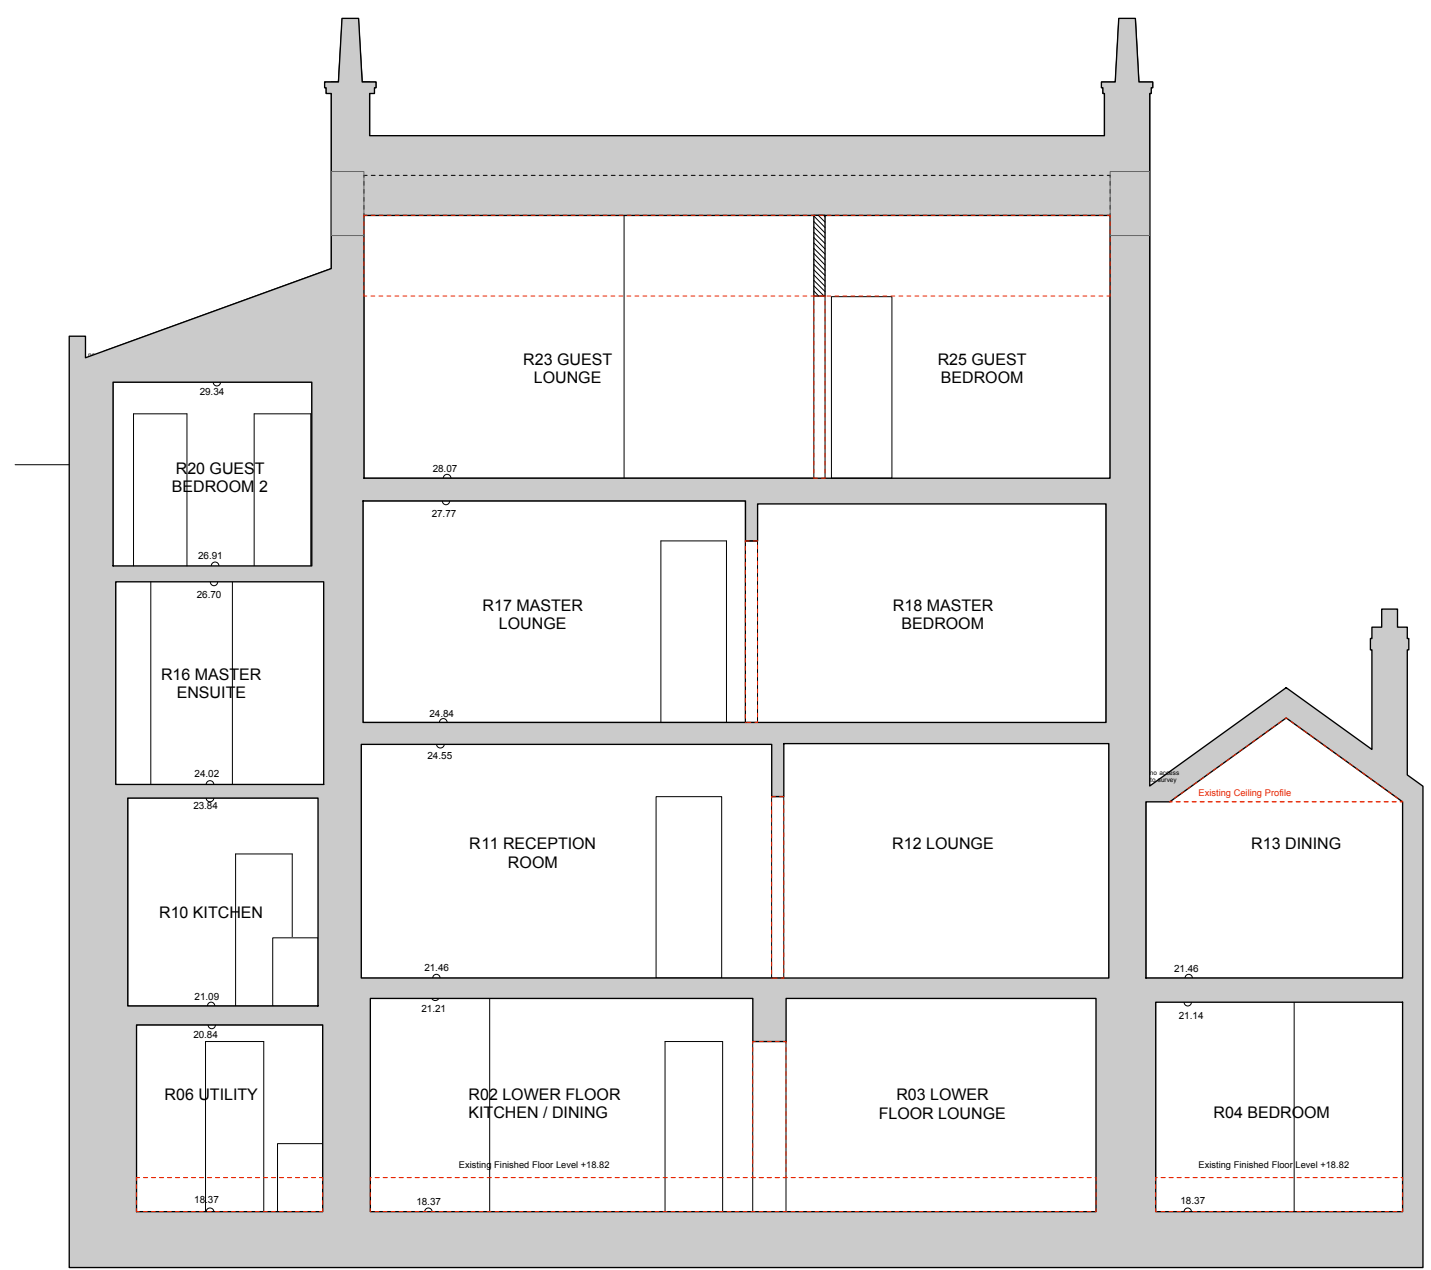 R23 GUEST
LOUNGE
R25 GUEST
BEDROOM
29.34
R20 GUEST
BEDROOM 2
28.07
27.77
26.91
26.70
R17 MASTER
LOUNGE
R18 MASTER
BEDROOM
R16 MASTER
ENSUITE
24.84
24.55
24.02
23.84
no access
to survey
Existing Ceiling Profile
R11 RECEPTION
ROOM
R12 LOUNGE
R13 DINING
R10 KITCHEN
21.46
21.46
21.09
21.21
21.14
20.84
R06 UTILITY
R02 LOWER FLOOR
KITCHEN / DINING
R03 LOWER
FLOOR LOUNGE
R04 BEDROOM
Existing Finished Floor Level +18.82
Existing Finished Floor Level +18.82
18.37
18.37
18.37